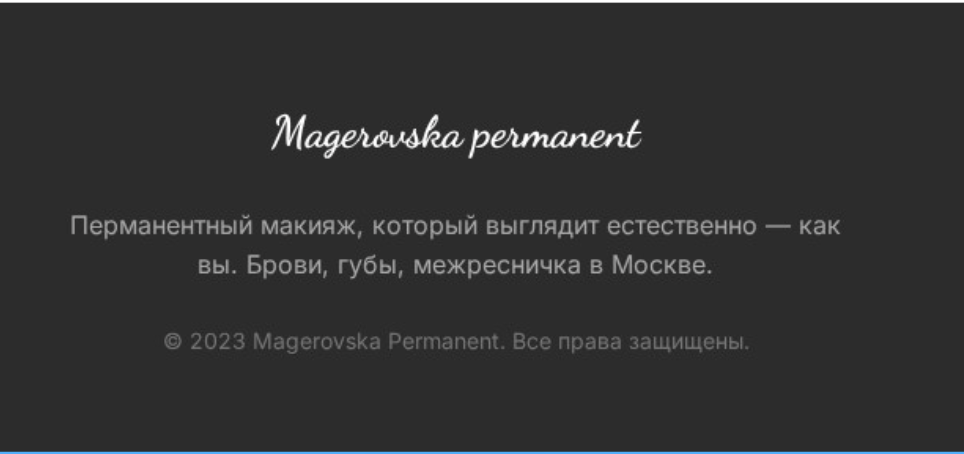 Magerovska permanent
Перманентный макияж, который выглядит естественно — как
вы. Брови, губы, межресничка в Москве.
© 2023 Magerovska Permanent. Все права защищены.